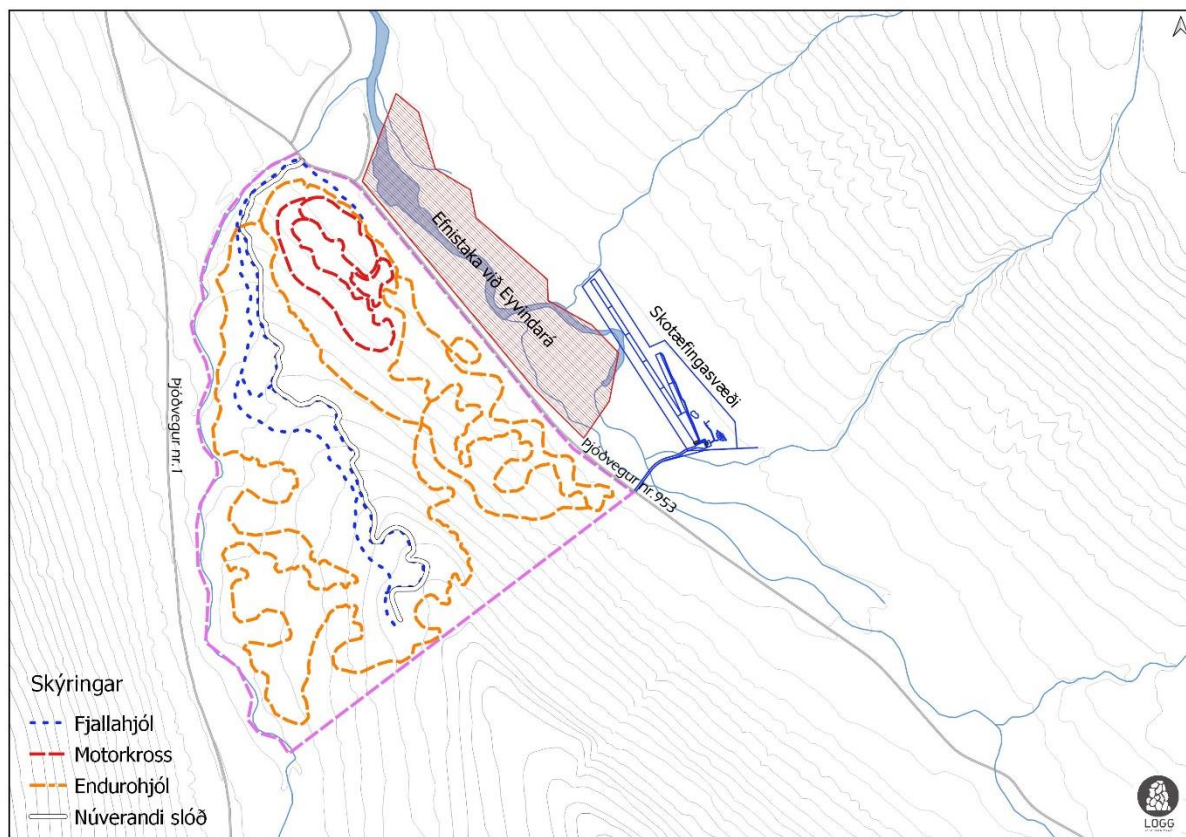 Efnistaka við Eyvindará
Skotæfingasvæði
Þjóðvegur nr.1
Þjóðvegur nr.953
Skýringar
Fjallahjól
Motorkross
Endurohjól
Núverandi slóð
LOGG